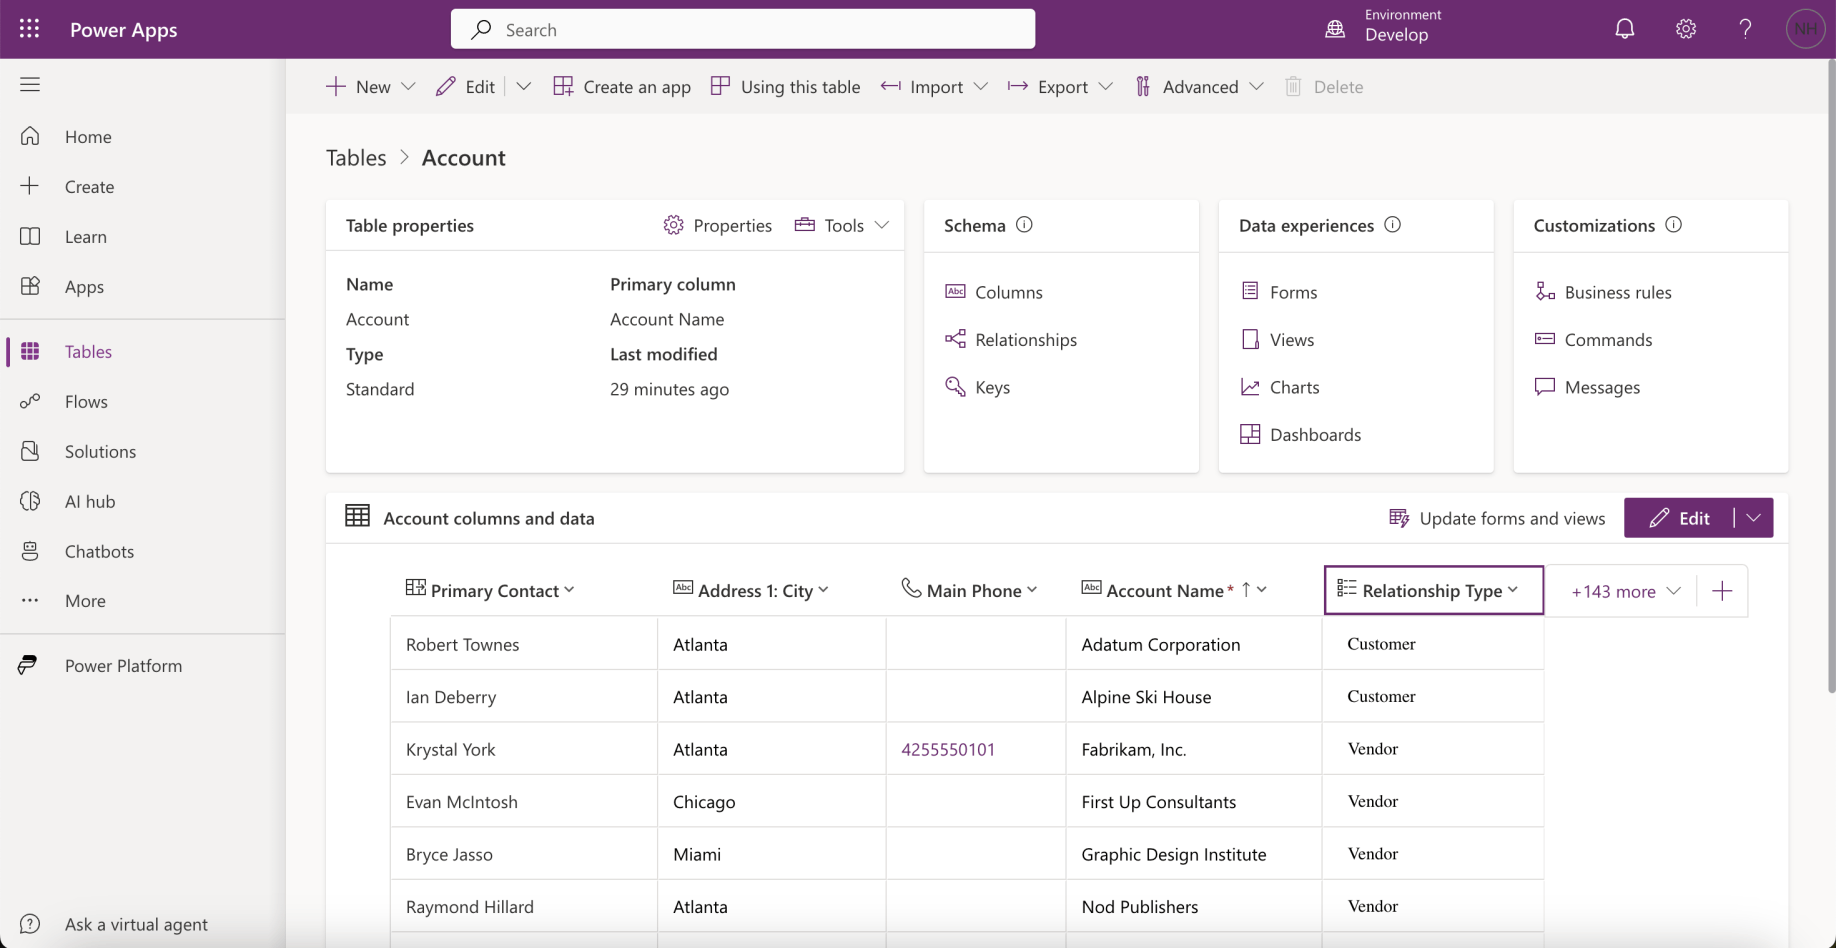 Power Apps
Search
Environment
Develop
NH
New Edit Create an app Using this table Import Export Advanced Delete
Home
Create
Learn
Apps
Tables
Flows
Solutions
AI hub
Chatbots
More
Power Platform
Ask a virtual agent
Tables > Account
Table properties Properties Tools
Name Primary column
Account Account Name
Type Last modified
Standard 29 minutes ago
Schema
Columns
Relationships
Keys
Data experiences
Forms
Views
Charts
Dashboards
Customizations
Business rules
Commands
Messages
Account columns and data Update forms and views Edit
Primary Contact Abc Address 1: City Main Phone Abc Account Name * ↑ Relationship Type +143 more
Robert Townes Atlanta Adatum Corporation Customer
Ian Deberry Atlanta Alpine Ski House Customer
Krystal York Atlanta 4255550101 Fabrikam, Inc. Vendor
Evan McIntosh Chicago First Up Consultants Vendor
Bryce Jasso Miami Graphic Design Institute Vendor
Raymond Hillard Atlanta Nod Publishers Vendor